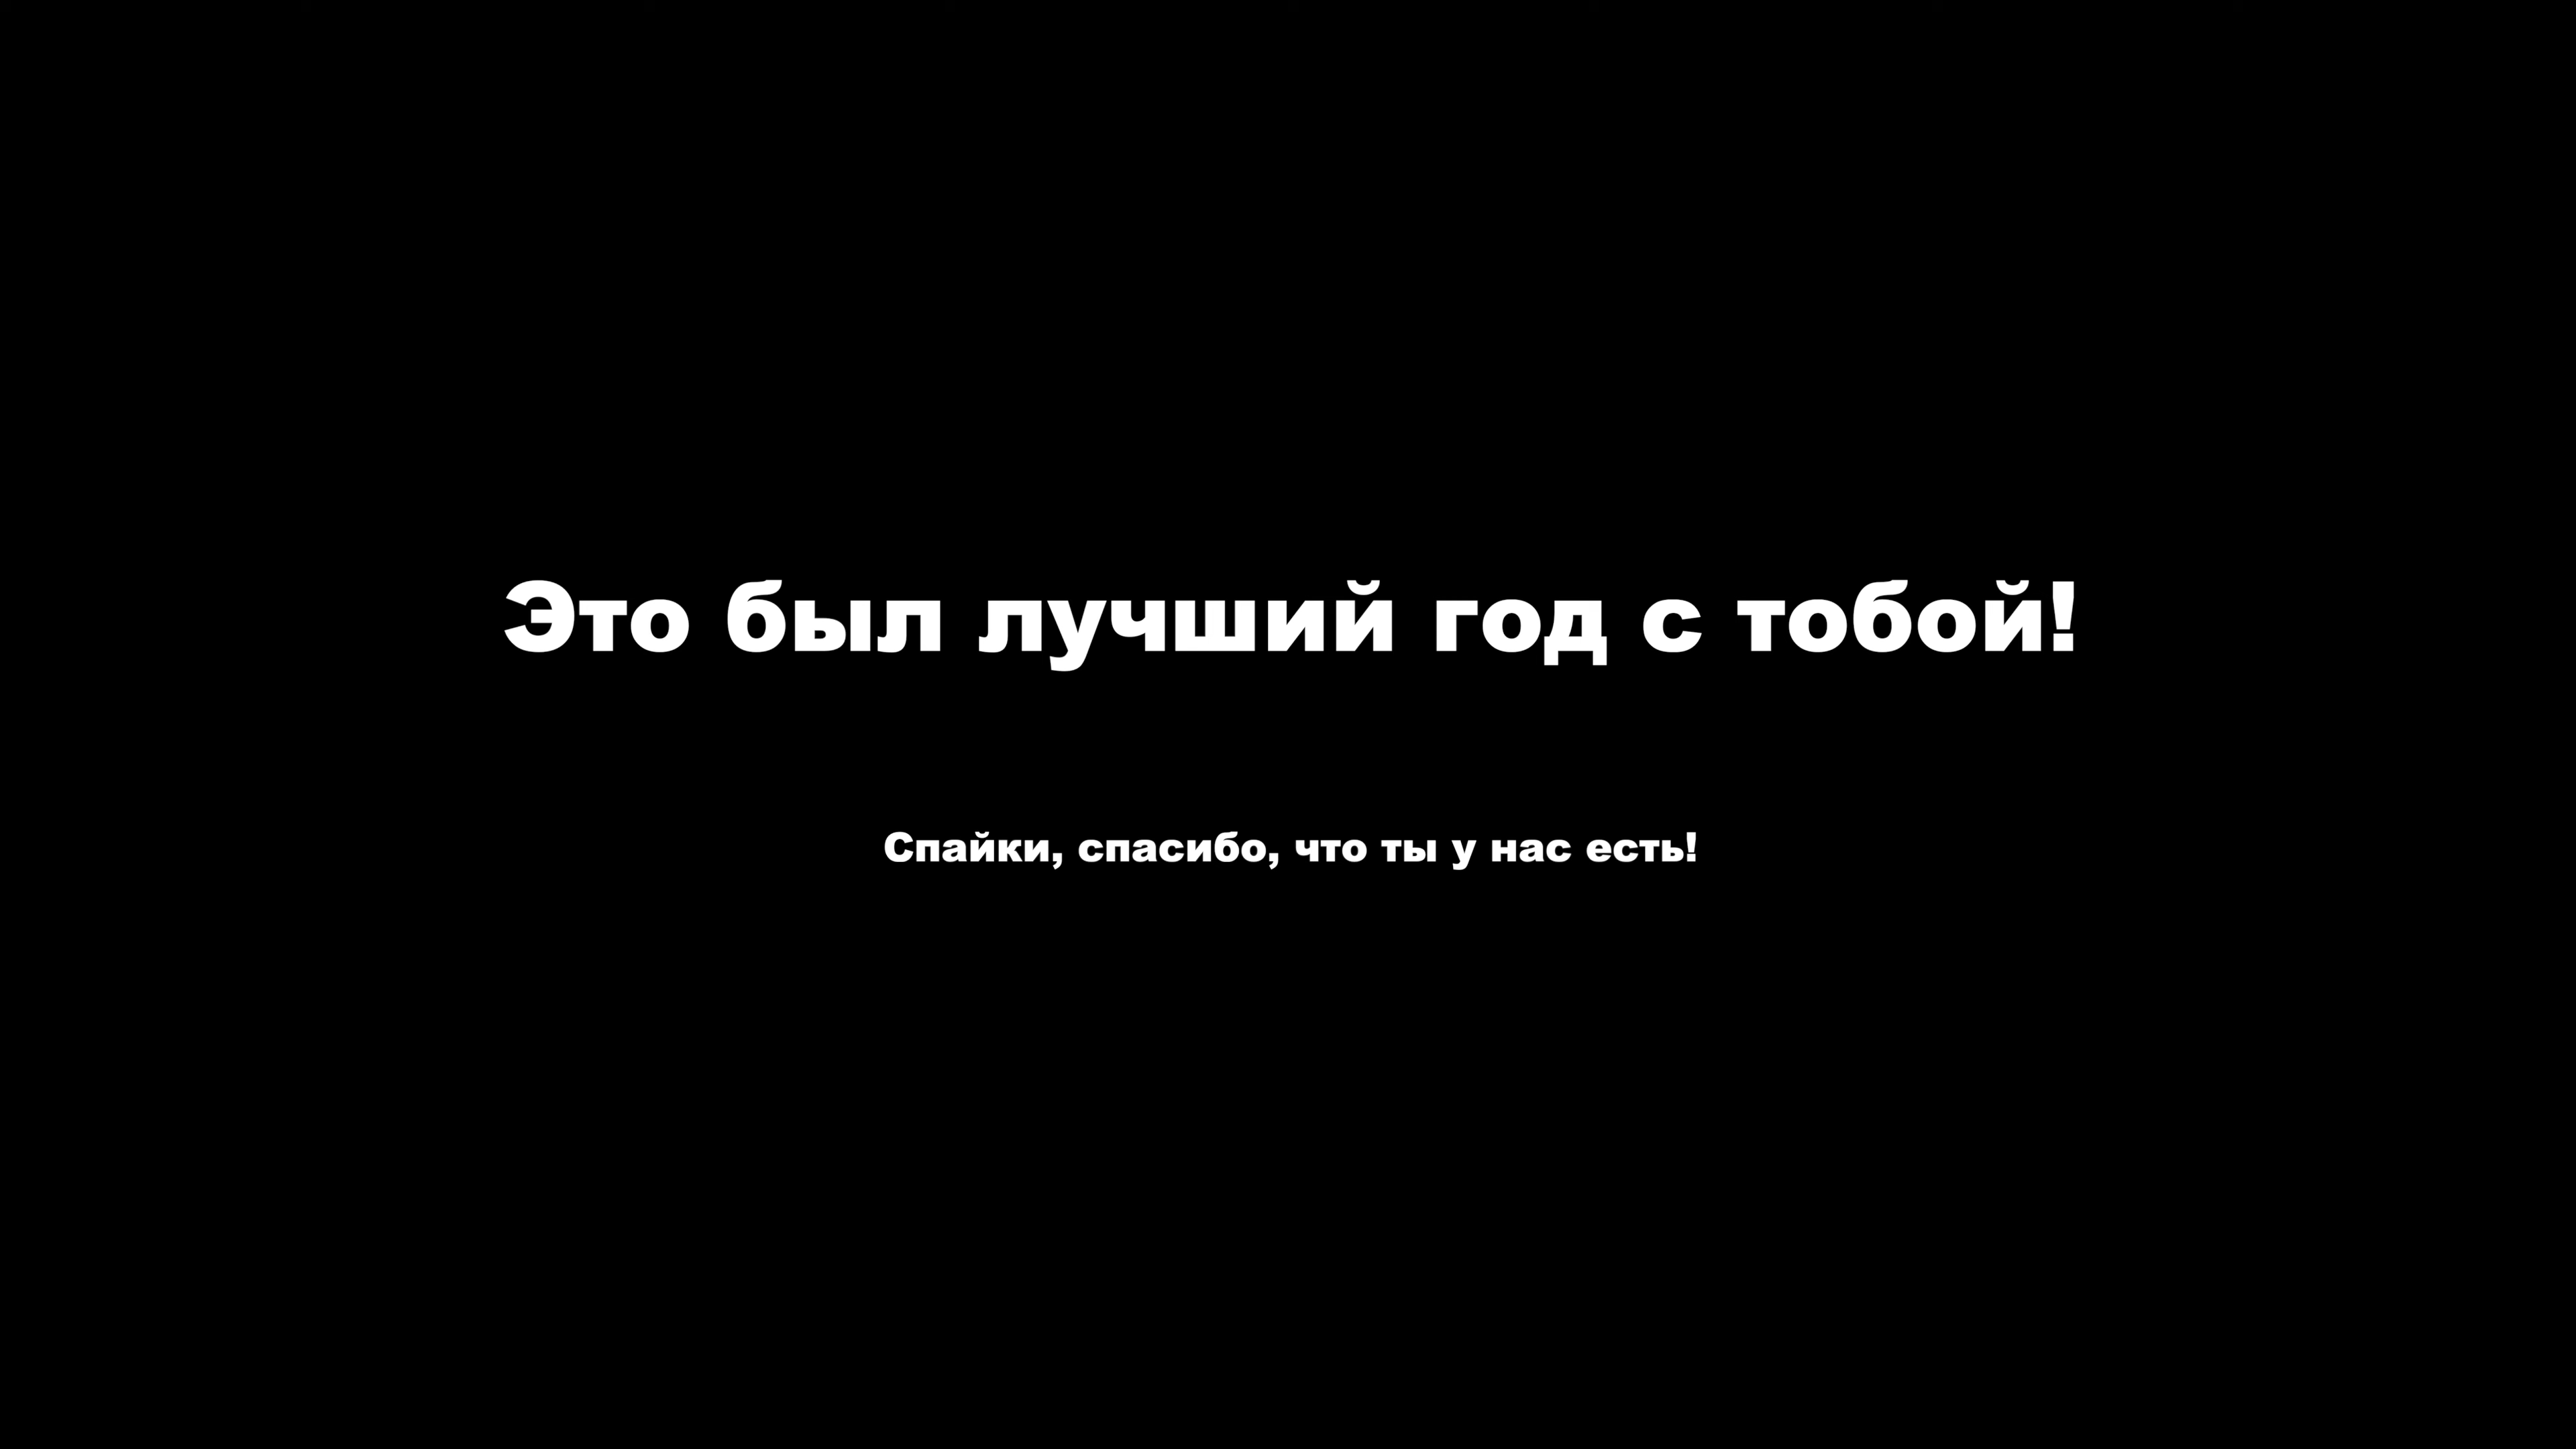 Это был лучший год с тобой!
Спайки, спасибо, что ты у нас есть!